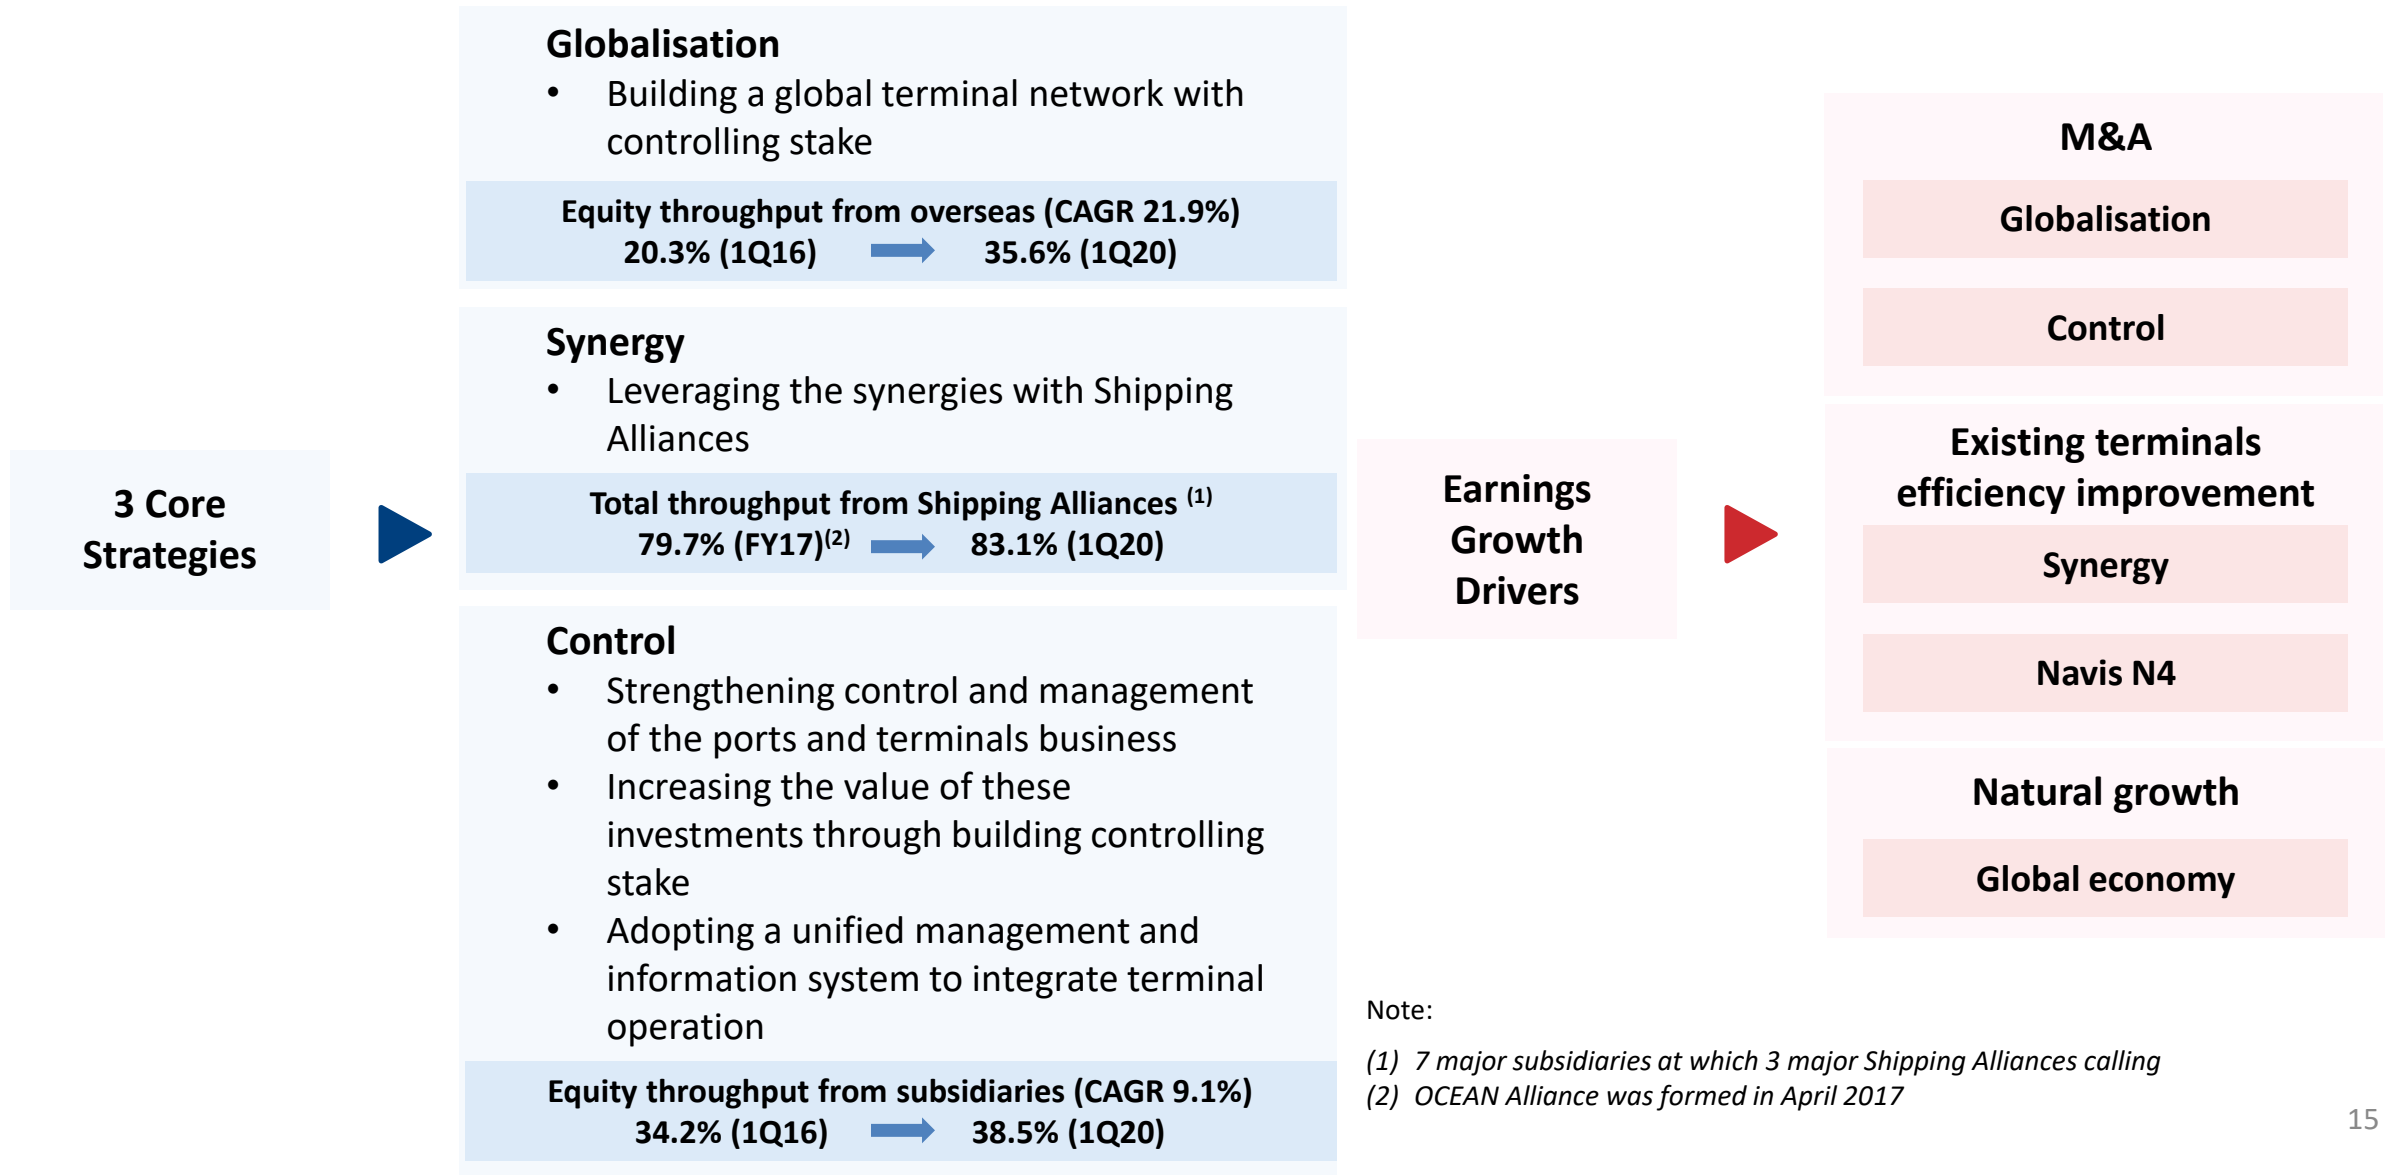 3 Core
Strategies
Globalisation
• Building a global terminal network with
controlling stake
Equity throughput from overseas (CAGR 21.9%)
20.3% (1Q16) 35.6% (1Q20)
Synergy
• Leveraging the synergies with Shipping
Alliances
Total throughput from Shipping Alliances (1)
79.7% (FY17)(2) 83.1% (1Q20)
Control
• Strengthening control and management
of the ports and terminals business
• Increasing the value of these
investments through building controlling
stake
• Adopting a unified management and
information system to integrate terminal
operation
Equity throughput from subsidiaries (CAGR 9.1%)
34.2% (1Q16) 38.5% (1Q20)
Earnings
Growth
Drivers
M&A
Globalisation
Control
Existing terminals
efficiency improvement
Synergy
Navis N4
Natural growth
Global economy
Note:
(1) 7 major subsidiaries at which 3 major Shipping Alliances calling
(2) OCEAN Alliance was formed in April 2017
15